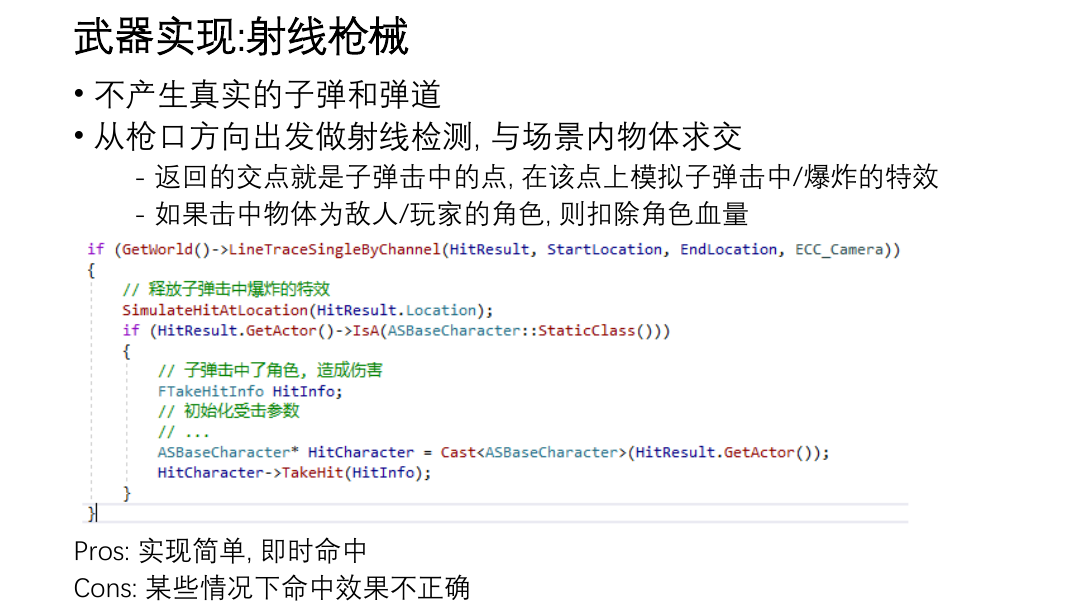 武器实现:射线枪械
• 不产生真实的子弹和弹道
• 从枪口方向出发做射线检测, 与场景内物体求交
- 返回的交点就是子弹击中的点, 在该点上模拟子弹击中/爆炸的特效
- 如果击中物体为敌人/玩家的角色, 则扣除角色血量
if (GetWorld()->LineTraceSingleByChannel(HitResult, StartLocation, EndLocation, ECC_Camera))
{
// 释放子弹击中爆炸的特效
SimulateHitAtLocation(HitResult.Location);
if (HitResult.GetActor()->IsA(ASBaseCharacter::StaticClass()))
{
// 子弹击中了角色, 造成伤害
FTakeHitInfo HitInfo;
// 初始化受击参数
// ...
ASBaseCharacter* HitCharacter = Cast<ASBaseCharacter>(HitResult.GetActor());
HitCharacter->TakeHit(HitInfo);
}
}
Pros: 实现简单, 即时命中
Cons: 某些情况下命中效果不正确